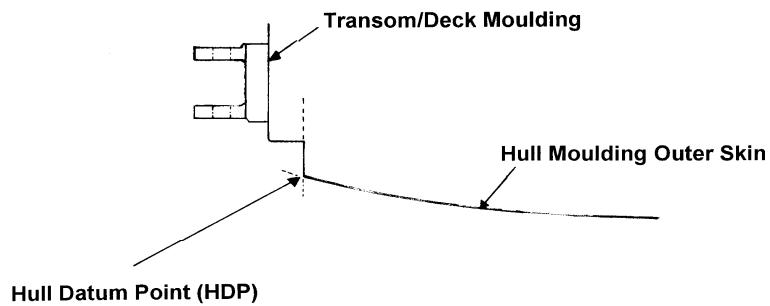 Transom/Deck Moulding
Hull Moulding Outer Skin
Hull Datum Point (HDP)